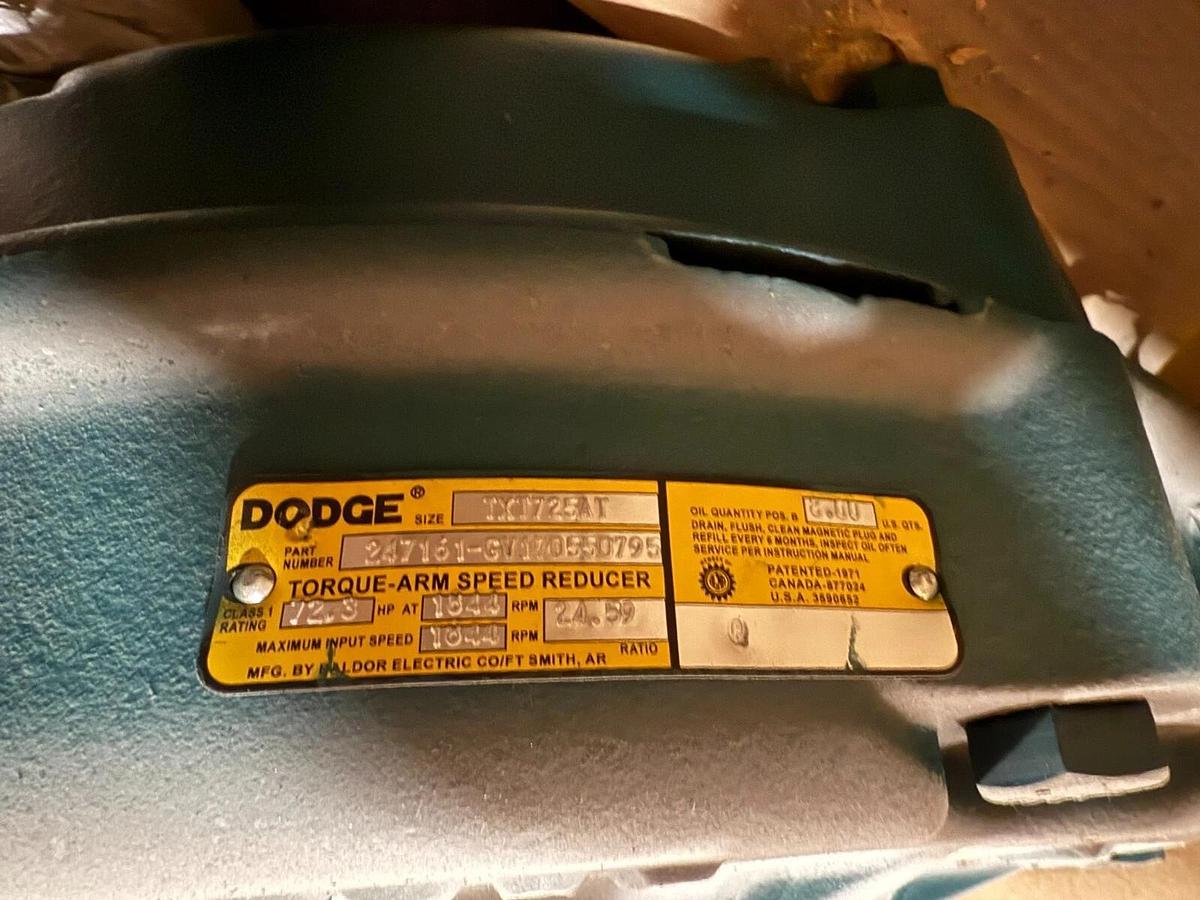 DODGE® SIZE TX1725AT
PART NUMBER 247161-GV170550795
TORQUE-ARM SPEED REDUCER
CLASS 1 RATING 72.3 HP AT 1844 RPM 24.59
MAXIMUM INPUT SPEED 1844 RPM RATIO
MFG. BY BALDOR ELECTRIC CO/FT SMITH, AR
OIL QUANTITY POS. B U.S. QTS.
DRAIN, FLUSH, CLEAN MAGNETIC PLUG AND
REFILL EVERY 6 MONTHS, INSPECT OIL OFTEN
SERVICE PER INSTRUCTION MANUAL
PATENTED-1971
CANADA-877024
U.S.A. 3590652